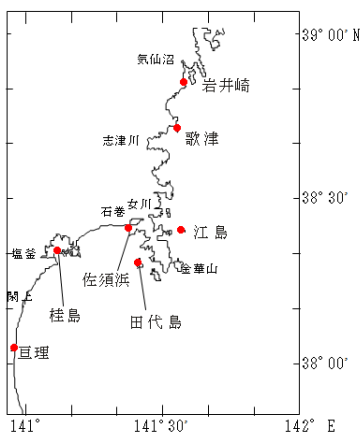 39°00′N
気仙沼
岩井崎
志津川
歌津
38°30′
女川
石巻
江島
塩釜
金華山
佐須浜
閖上
桂島
田代島
亘理
38°00′
141°
141°30′
142° E